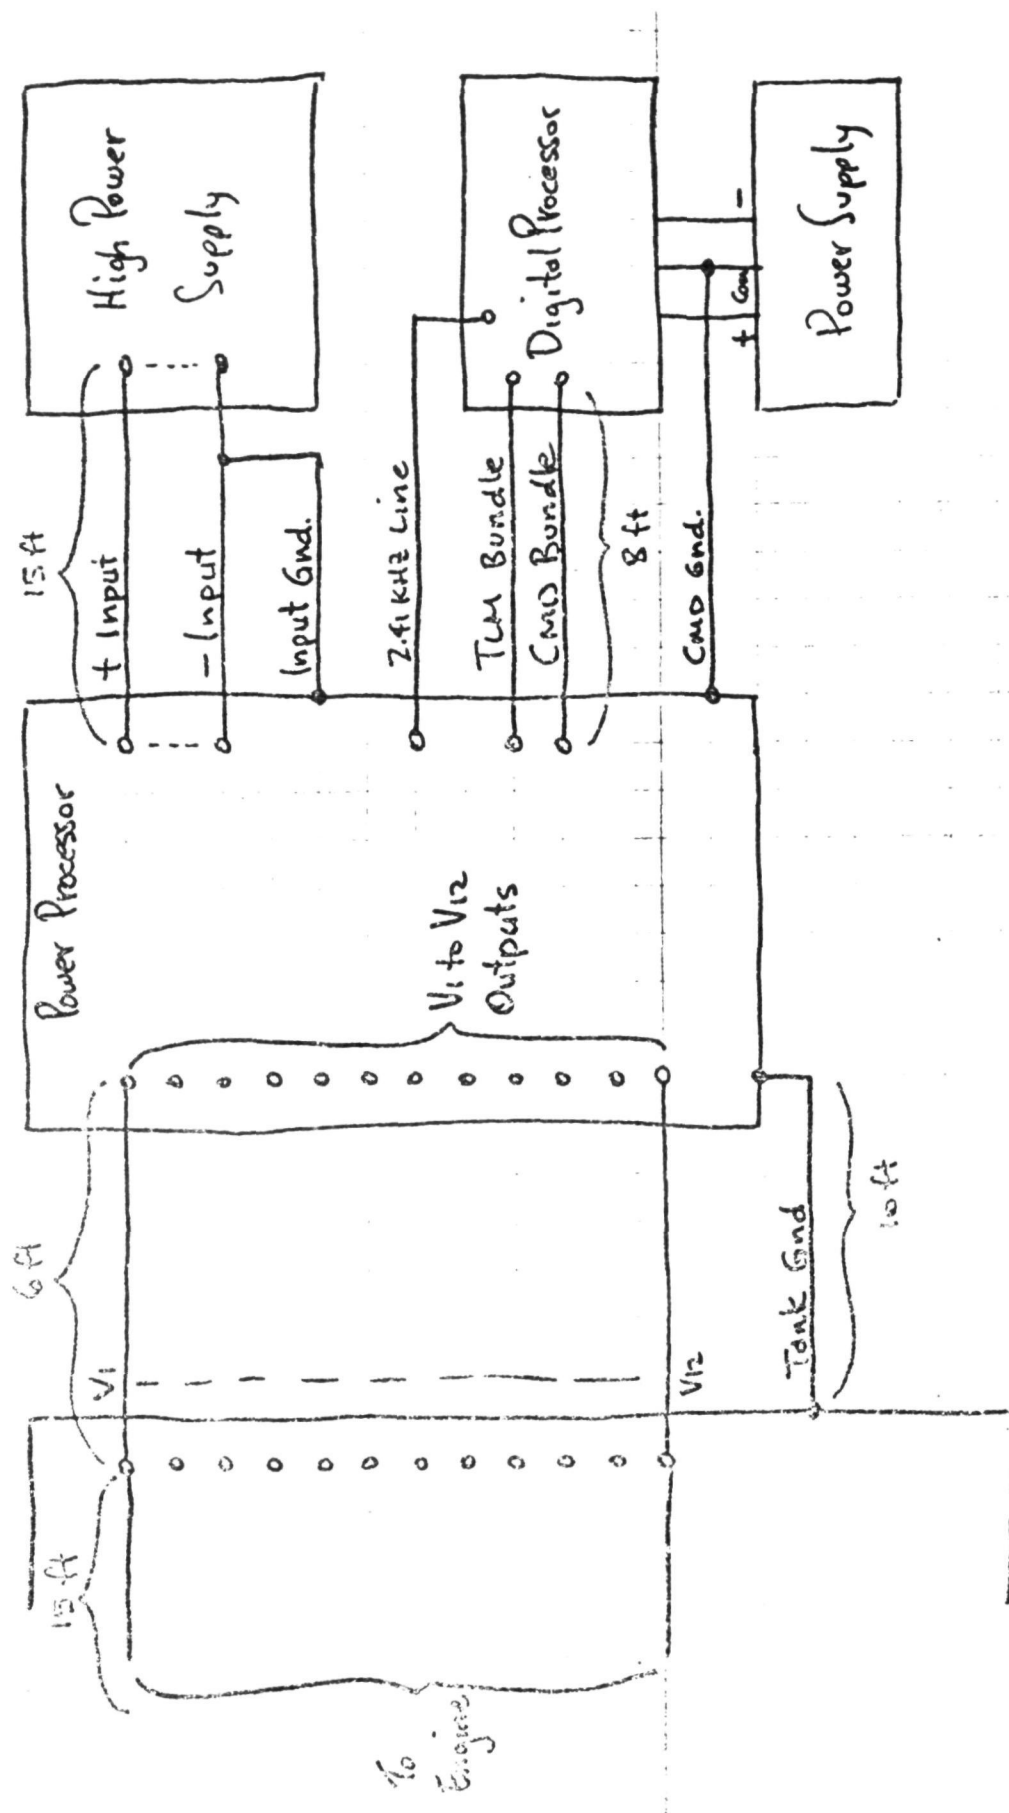 To
Engine
15 ft
6 ft
V1
V12
Tank Gnd
10 ft
Power Processor
V1 to V12
Outputs
15 ft
+ Input
- Input
Input Gnd.
2.41 KHz Line
TLM Bundle
CMD Bundle
8 ft
CMD Gnd.
High Power
Supply
Digital Processor
+ Com -
Power Supply